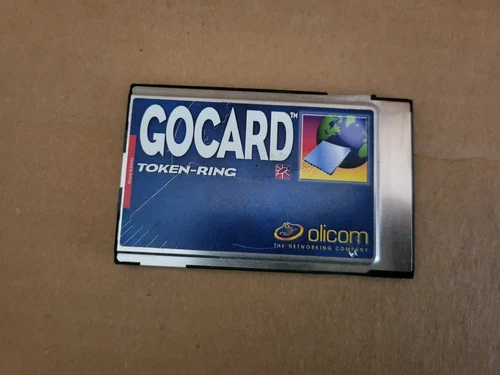 GOCARD™
TOKEN-RING
olicom
THE NETWORKING COMPANY